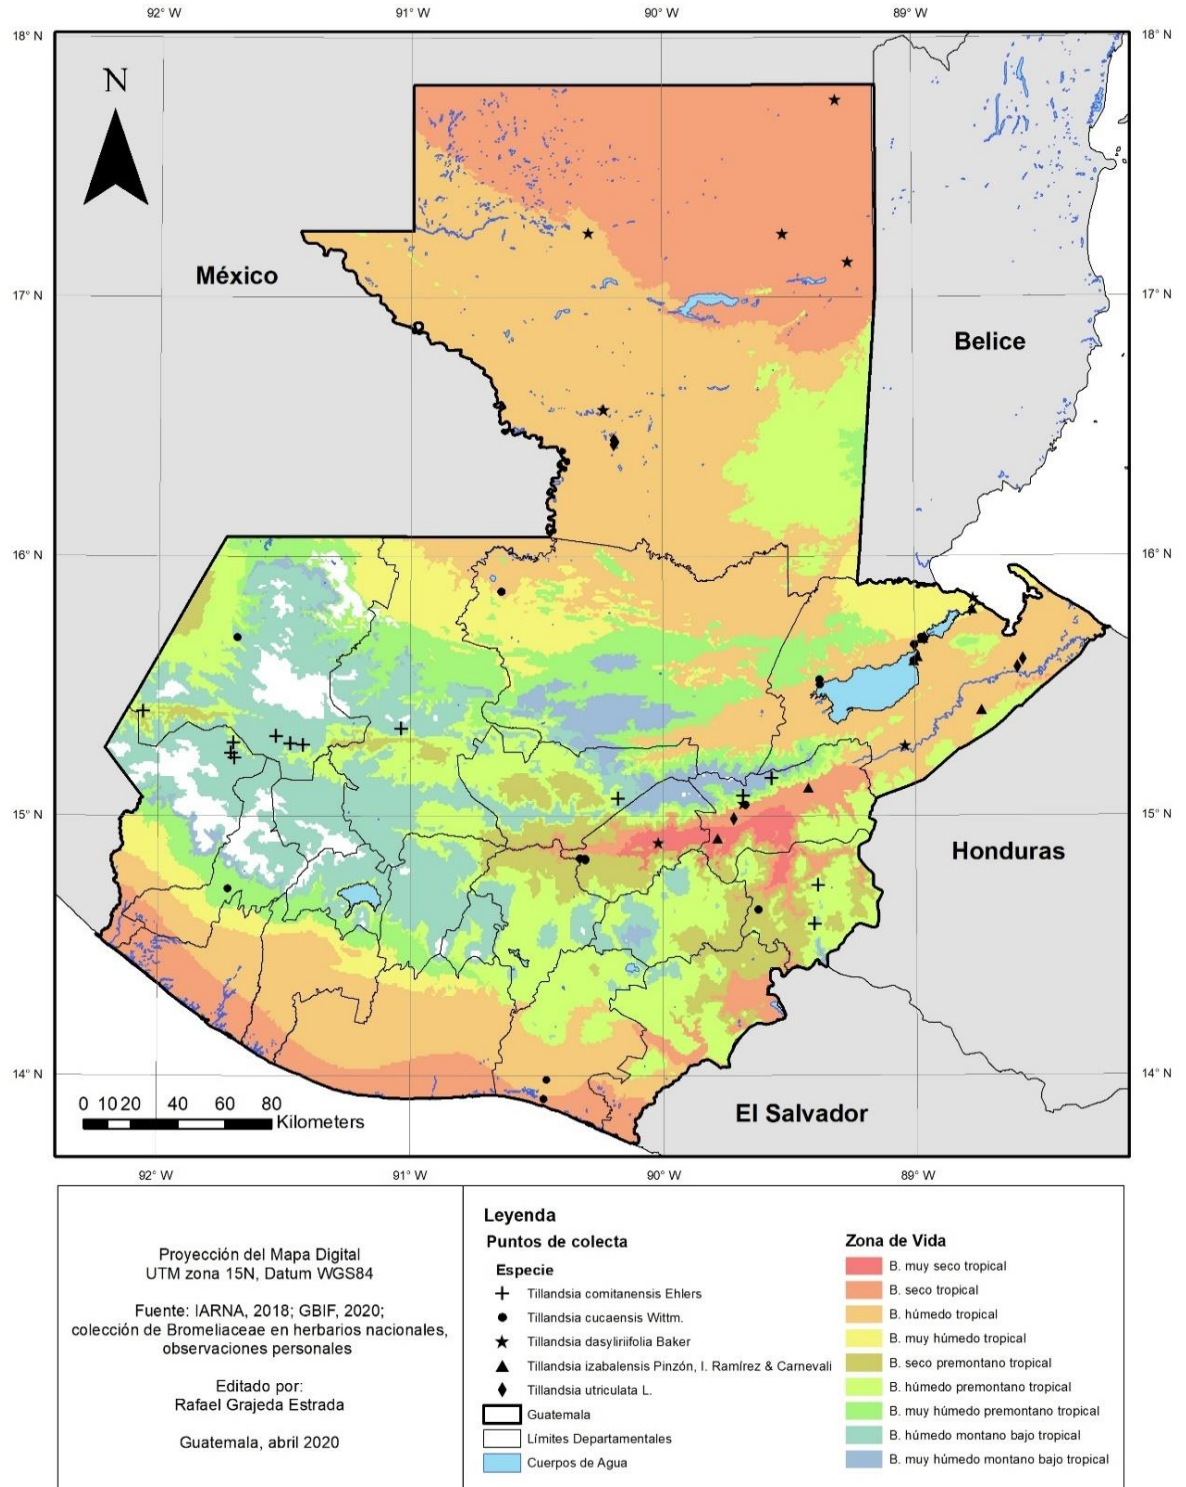 92° W 91° W 90° W 89° W
18° N 18° N
N
México
17° N 17° N
Belice
16° N 16° N
15° N 15° N
Honduras
14° N 14° N
0 10 20 40 60 80
Kilometers
El Salvador
92° W 91° W 90° W 89° W
Proyección del Mapa Digital
UTM zona 15N, Datum WGS84
Fuente: IARNA, 2018; GBIF, 2020;
colección de Bromeliaceae en herbarios nacionales,
observaciones personales
Editado por:
Rafael Grajeda Estrada
Guatemala, abril 2020
Leyenda
Puntos de colecta
Especie
Tillandsia comitanensis Ehlers
Tillandsia cucaensis Wittm.
Tillandsia dasyliriifolia Baker
Tillandsia izabalensis Pinzón, I. Ramírez & Carnevali
Tillandsia utriculata L.
Guatemala
Límites Departamentales
Cuerpos de Agua
Zona de Vida
B. muy seco tropical
B. seco tropical
B. húmedo tropical
B. muy húmedo tropical
B. seco premontano tropical
B. húmedo premontano tropical
B. muy húmedo premontano tropical
B. húmedo montano bajo tropical
B. muy húmedo montano bajo tropical